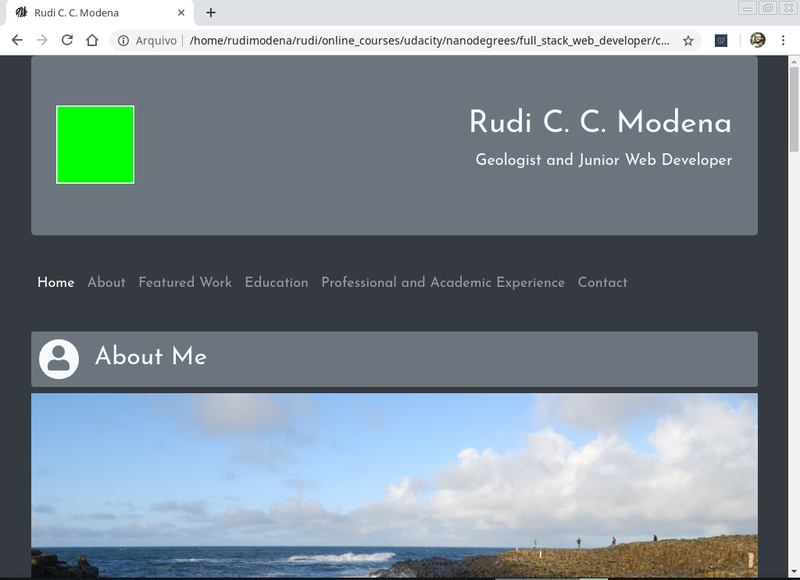 Rudi C. C. Modena
Arquivo | /home/rudimodena/rudi/online_courses/udacity/nanodegrees/full_stack_web_developer/c...
Rudi C. C. Modena
Geologist and Junior Web Developer
Home About Featured Work Education Professional and Academic Experience Contact
About Me